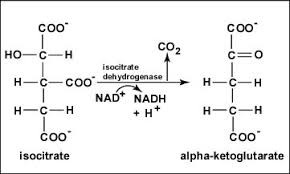 COO⁻ COO⁻
CO₂
HO—C—H C=O
isocitrate
dehydrogenase
H—C—COO⁻ H—C—H
NAD⁺ NADH
+ H⁺
H—C—H H—C—H
COO⁻ COO⁻
isocitrate alpha-ketoglutarate